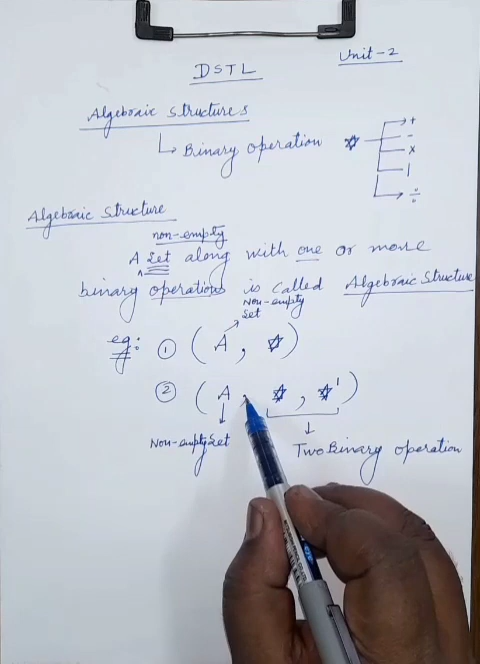 Unit-2
DSTL
Algebraic Structures
↳ Binary operation ✡ + - × | ÷
Algebraic Structure
non-empty
A ^ Set along with one or more
binary operations is called Algebraic Structure
Non-empty Set
eg: ① (A, ✡)
② (A, ✡, ✡')
Non-empty Set
Two Binary operation